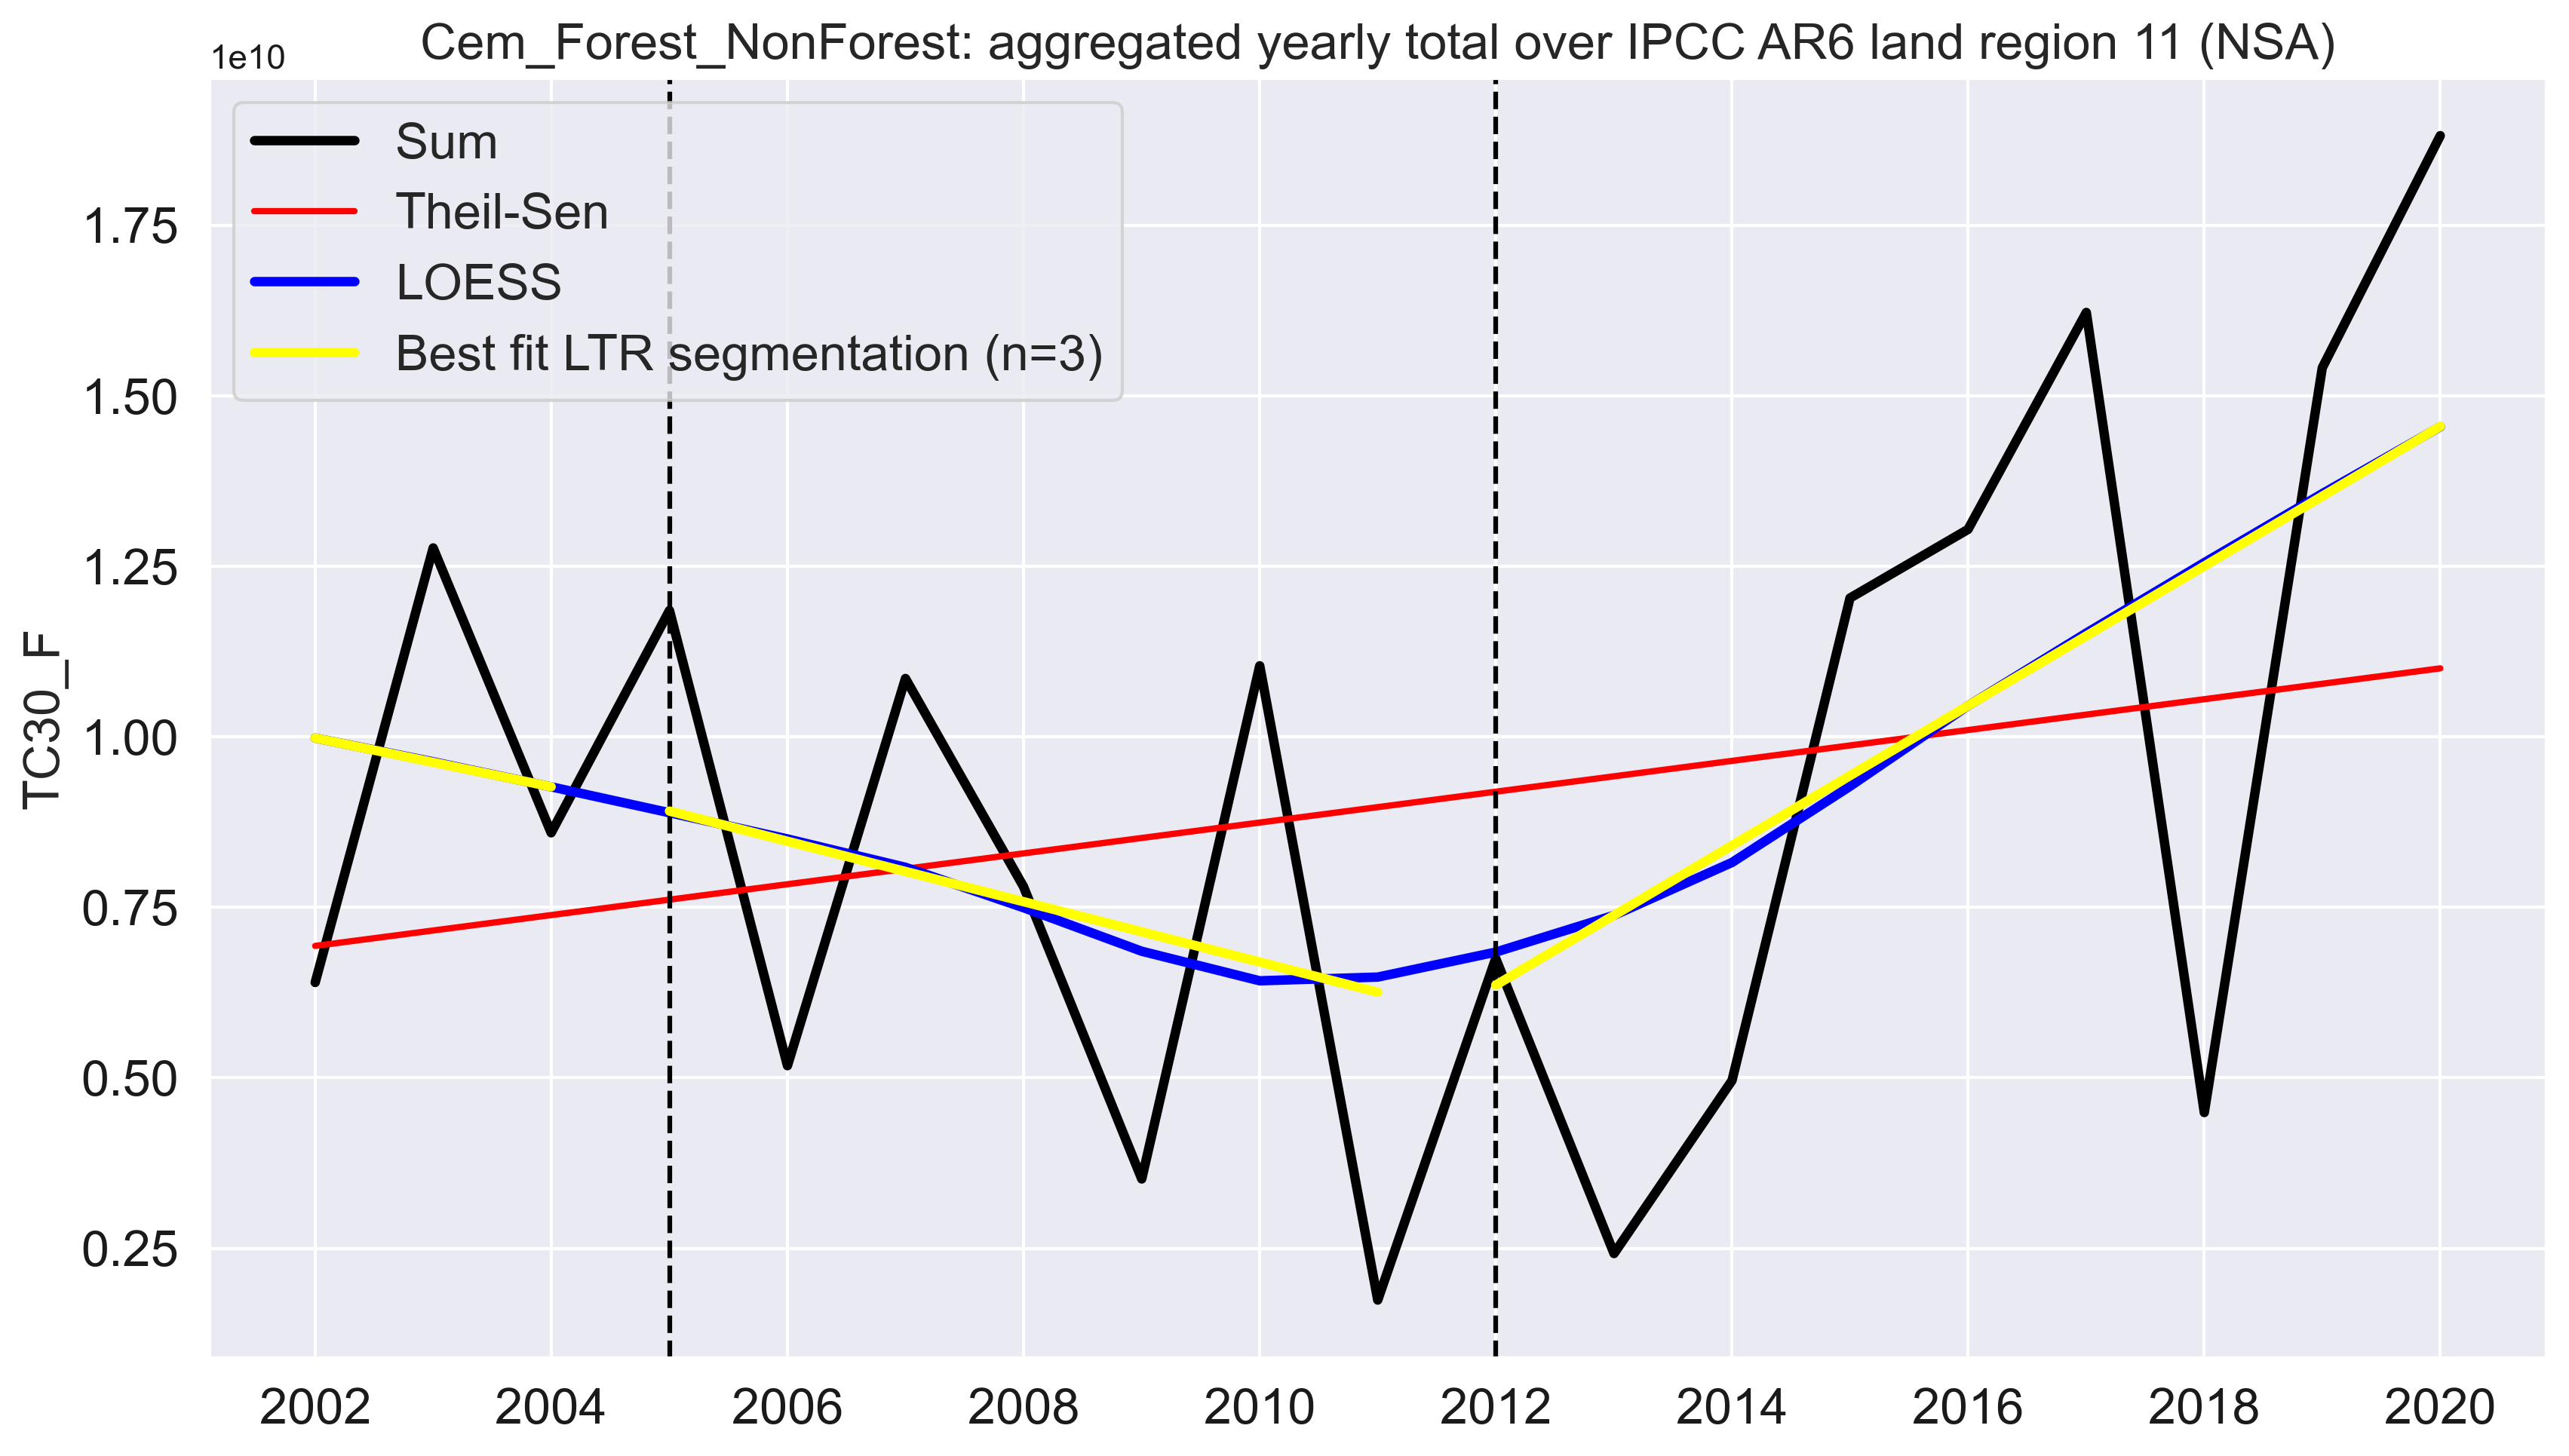 Cem_Forest_NonForest: aggregated yearly total over IPCC AR6 land region 11 (NSA)
1e10
Sum
Theil-Sen
LOESS
Best fit LTR segmentation (n=3)
1.75
1.50
1.25
1.00
0.75
0.50
0.25
TC30_F
2002 2004 2006 2008 2010 2012 2014 2016 2018 2020